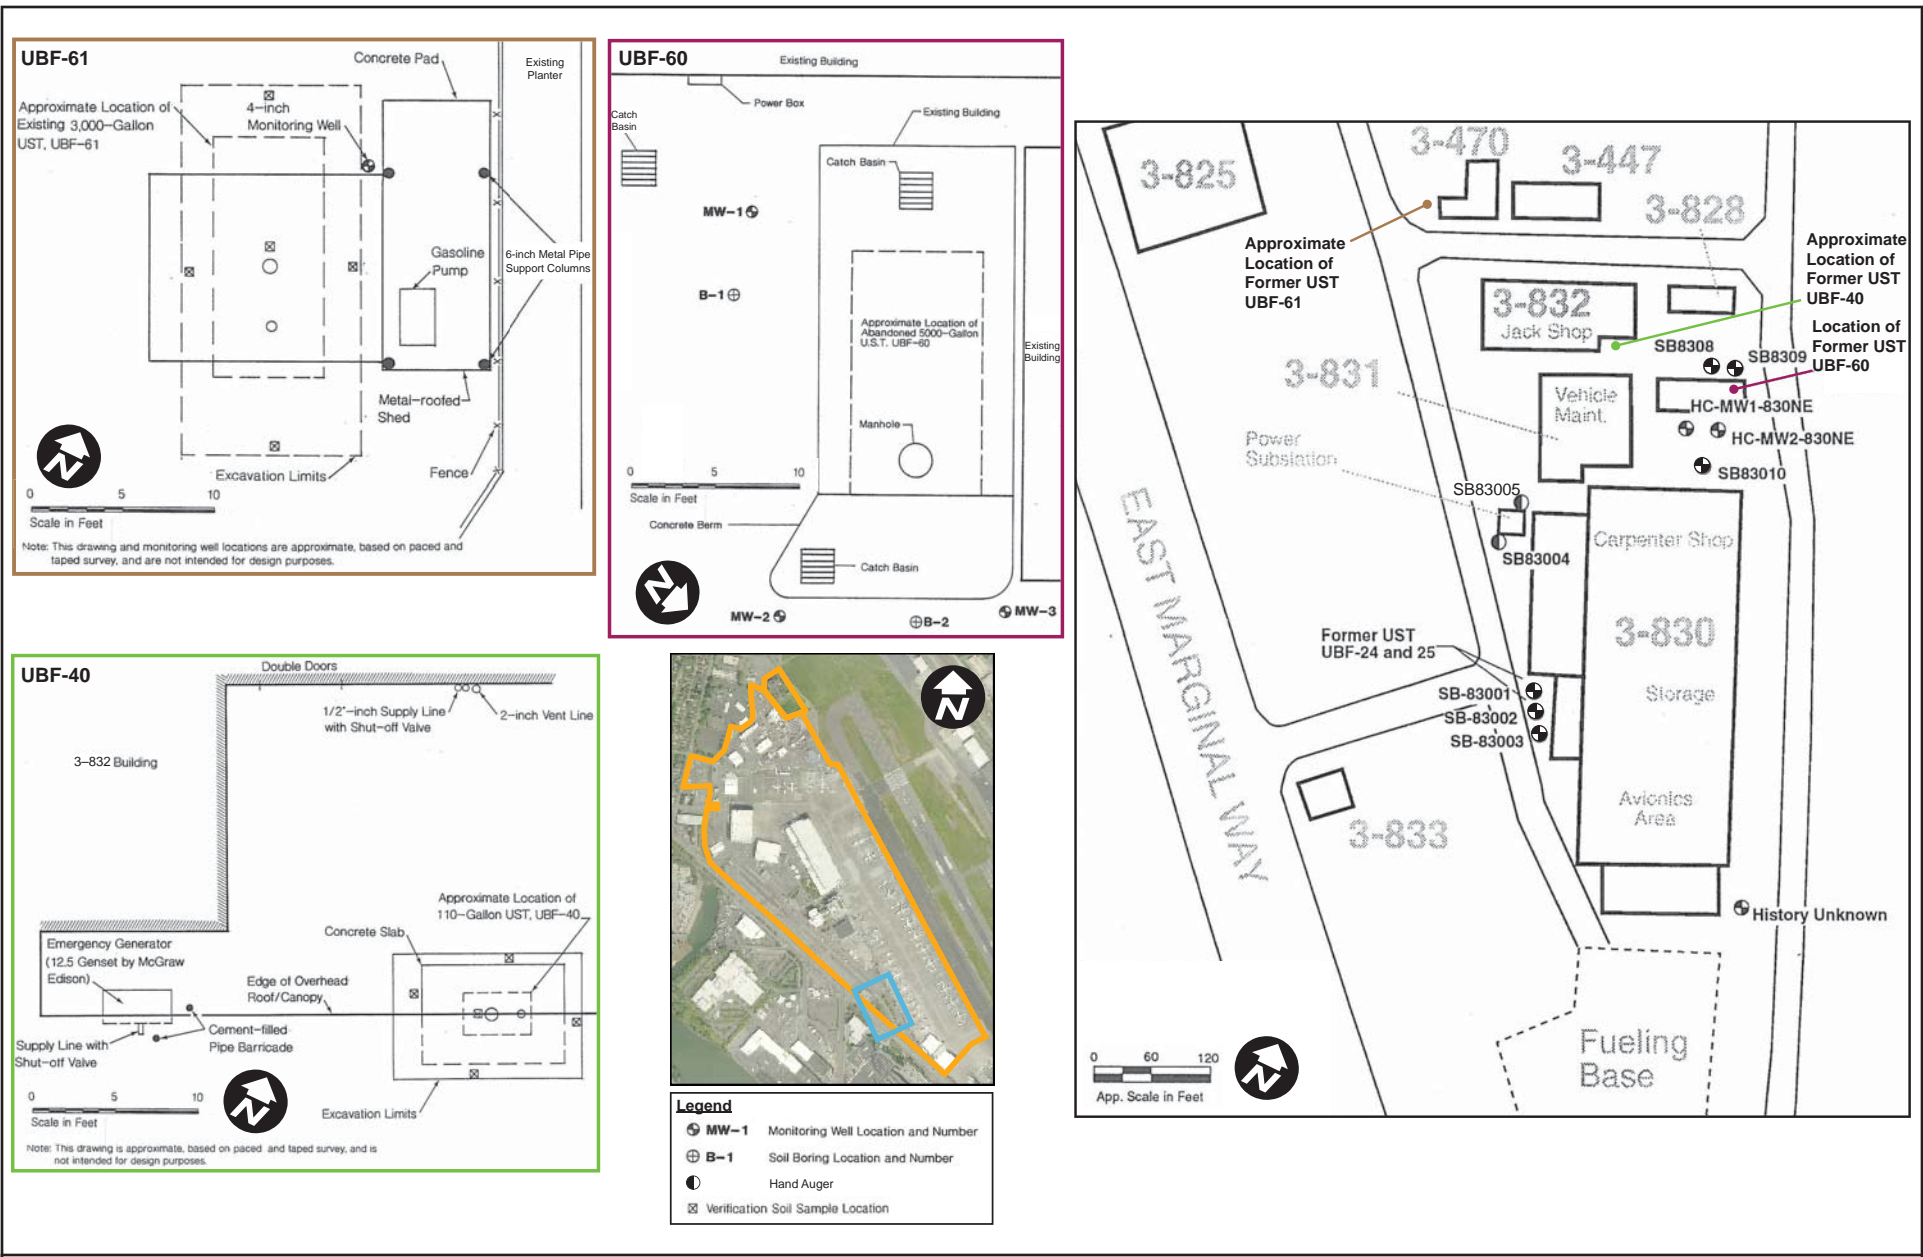 UBF-61
Concrete Pad
Existing
Planter
Approximate Location of
Existing 3,000-Gallon
UST, UBF-61
4-inch
Monitoring Well
Gasoline
Pump
6-inch Metal Pipe
Support Columns
Metal-roofed
Shed
Excavation Limits
Fence
N
0 5 10
Scale in Feet
Note: This drawing and monitoring well locations are approximate, based on paced and
taped survey, and are not intended for design purposes.
UBF-60
Existing Building
Power Box
Catch
Basin
Existing Building
Catch Basin
MW-1
B-1
Approximate Location of
Abandoned 5000-Gallon
U.S.T. UBF-60
Existing
Building
Manhole
0 5 10
Scale in Feet
Concrete Berm
Catch Basin
N
MW-2
B-2
MW-3
UBF-40
Double Doors
1/2"-inch Supply Line
with Shut-off Valve
2-inch Vent Line
3-832 Building
Approximate Location of
110-Gallon UST, UBF-40
Concrete Slab
Emergency Generator
(12.5 Genset by McGraw
Edison)
Edge of Overhead
Roof/Canopy
Cement-filled
Pipe Barricade
Supply Line with
Shut-off Valve
N
0 5 10
Scale in Feet
Excavation Limits
Note: This drawing is approximate, based on paced and taped survey, and is
not intended for design purposes.
N
Legend
MW-1 Monitoring Well Location and Number
B-1 Soil Boring Location and Number
Hand Auger
Verification Soil Sample Location
3-825
3-470
3-447
3-828
Approximate
Location of
Former UST
UBF-61
Approximate
Location of
Former UST
UBF-40
3-832
Jack Shop
Location of
Former UST
UBF-60
SB8308
SB8309
3-831
Vehicle
Maint.
HC-MW1-830NE
HC-MW2-830NE
Power
Substation
SB83010
SB83005
SB83004
Carpenter Shop
EAST MARGINAL WAY
3-830
Former UST
UBF-24 and 25
SB-83001
SB-83002
SB-83003
Storage
Avionics
Area
3-833
History Unknown
Fueling
Base
0 60 120
App. Scale in Feet
N